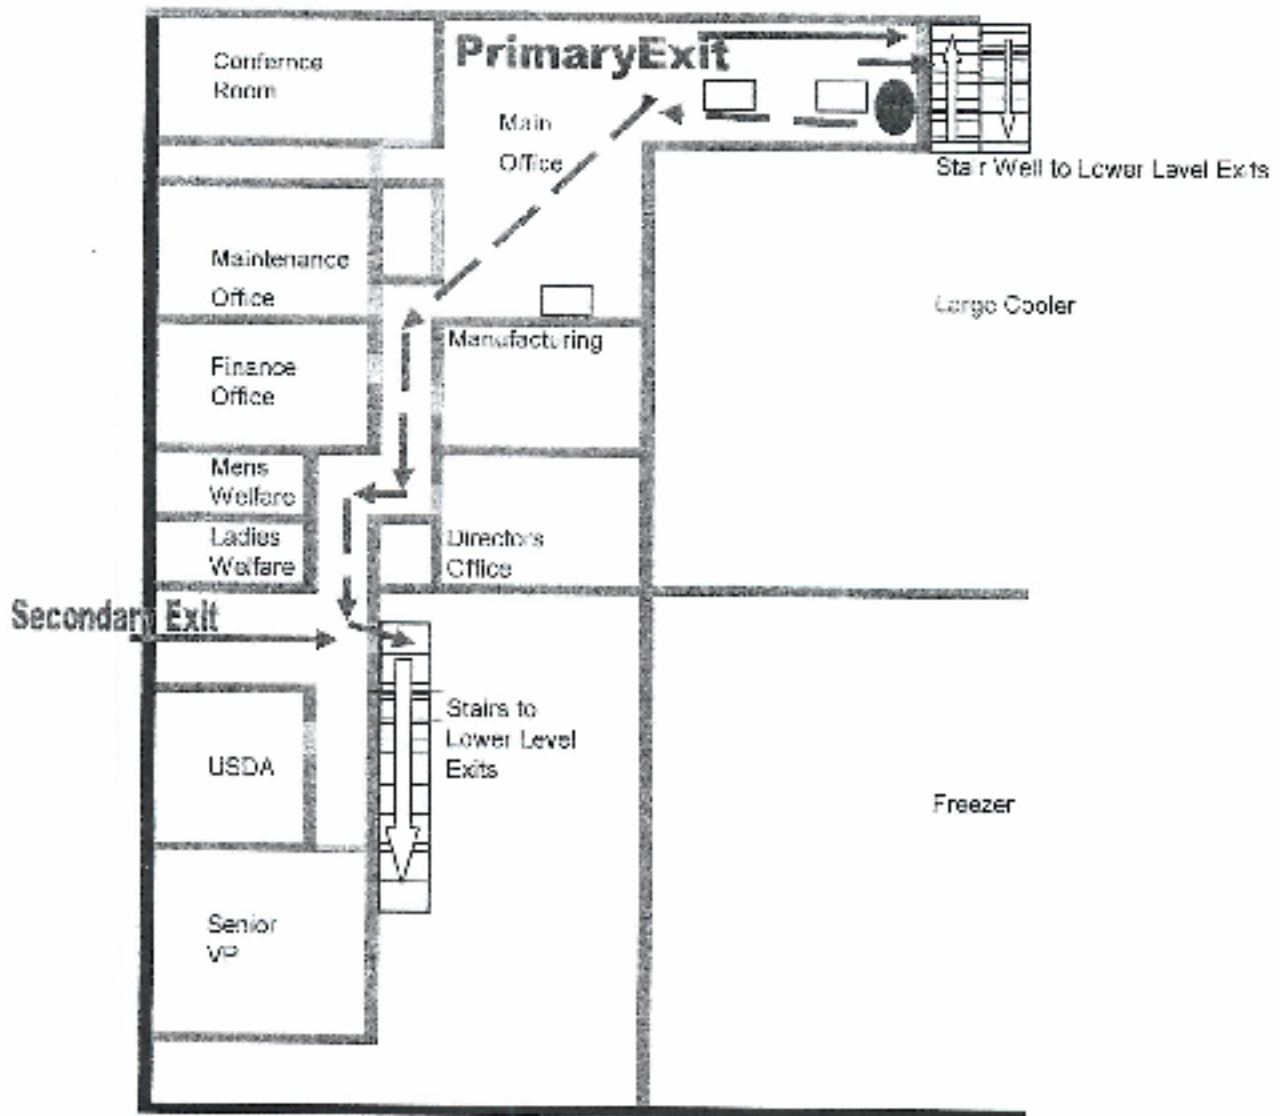 Confernce
Room
PrimaryExit
Main
Office
Stair Well to Lower Level Exits
Maintenance
Office
Large Cooler
Finance
Office
Manufacturing
Mens
Welfare
Ladies
Welfare
Directors
Office
Secondary Exit
Stairs to
Lower Level
Exits
USDA
Freezer
Senior
VP